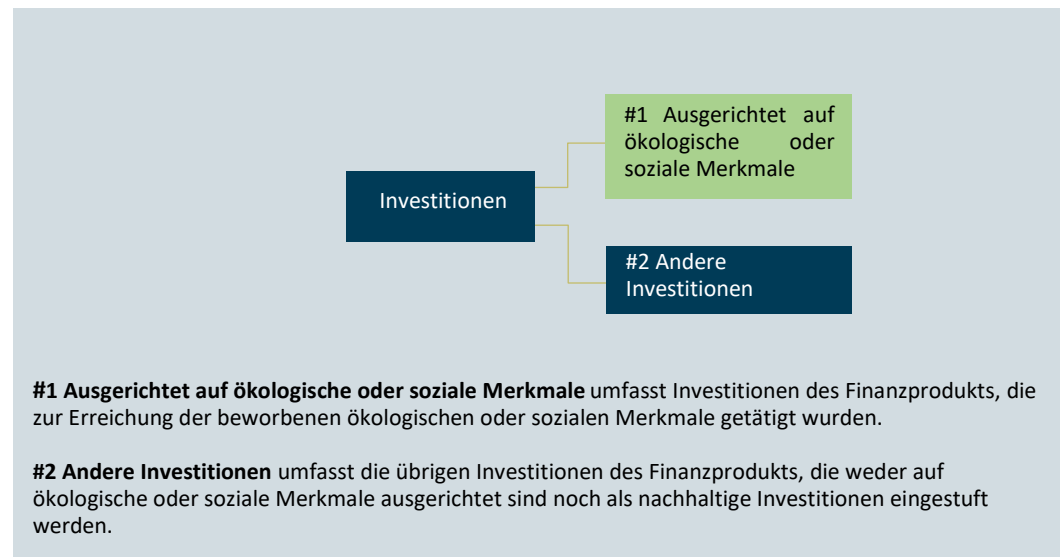 #1 Ausgerichtet auf
ökologische oder
soziale Merkmale
Investitionen
#2 Andere
Investitionen
#1 Ausgerichtet auf ökologische oder soziale Merkmale umfasst Investitionen des Finanzprodukts, die
zur Erreichung der beworbenen ökologischen oder sozialen Merkmale getätigt wurden.
#2 Andere Investitionen umfasst die übrigen Investitionen des Finanzprodukts, die weder auf
ökologische oder soziale Merkmale ausgerichtet sind noch als nachhaltige Investitionen eingestuft
werden.